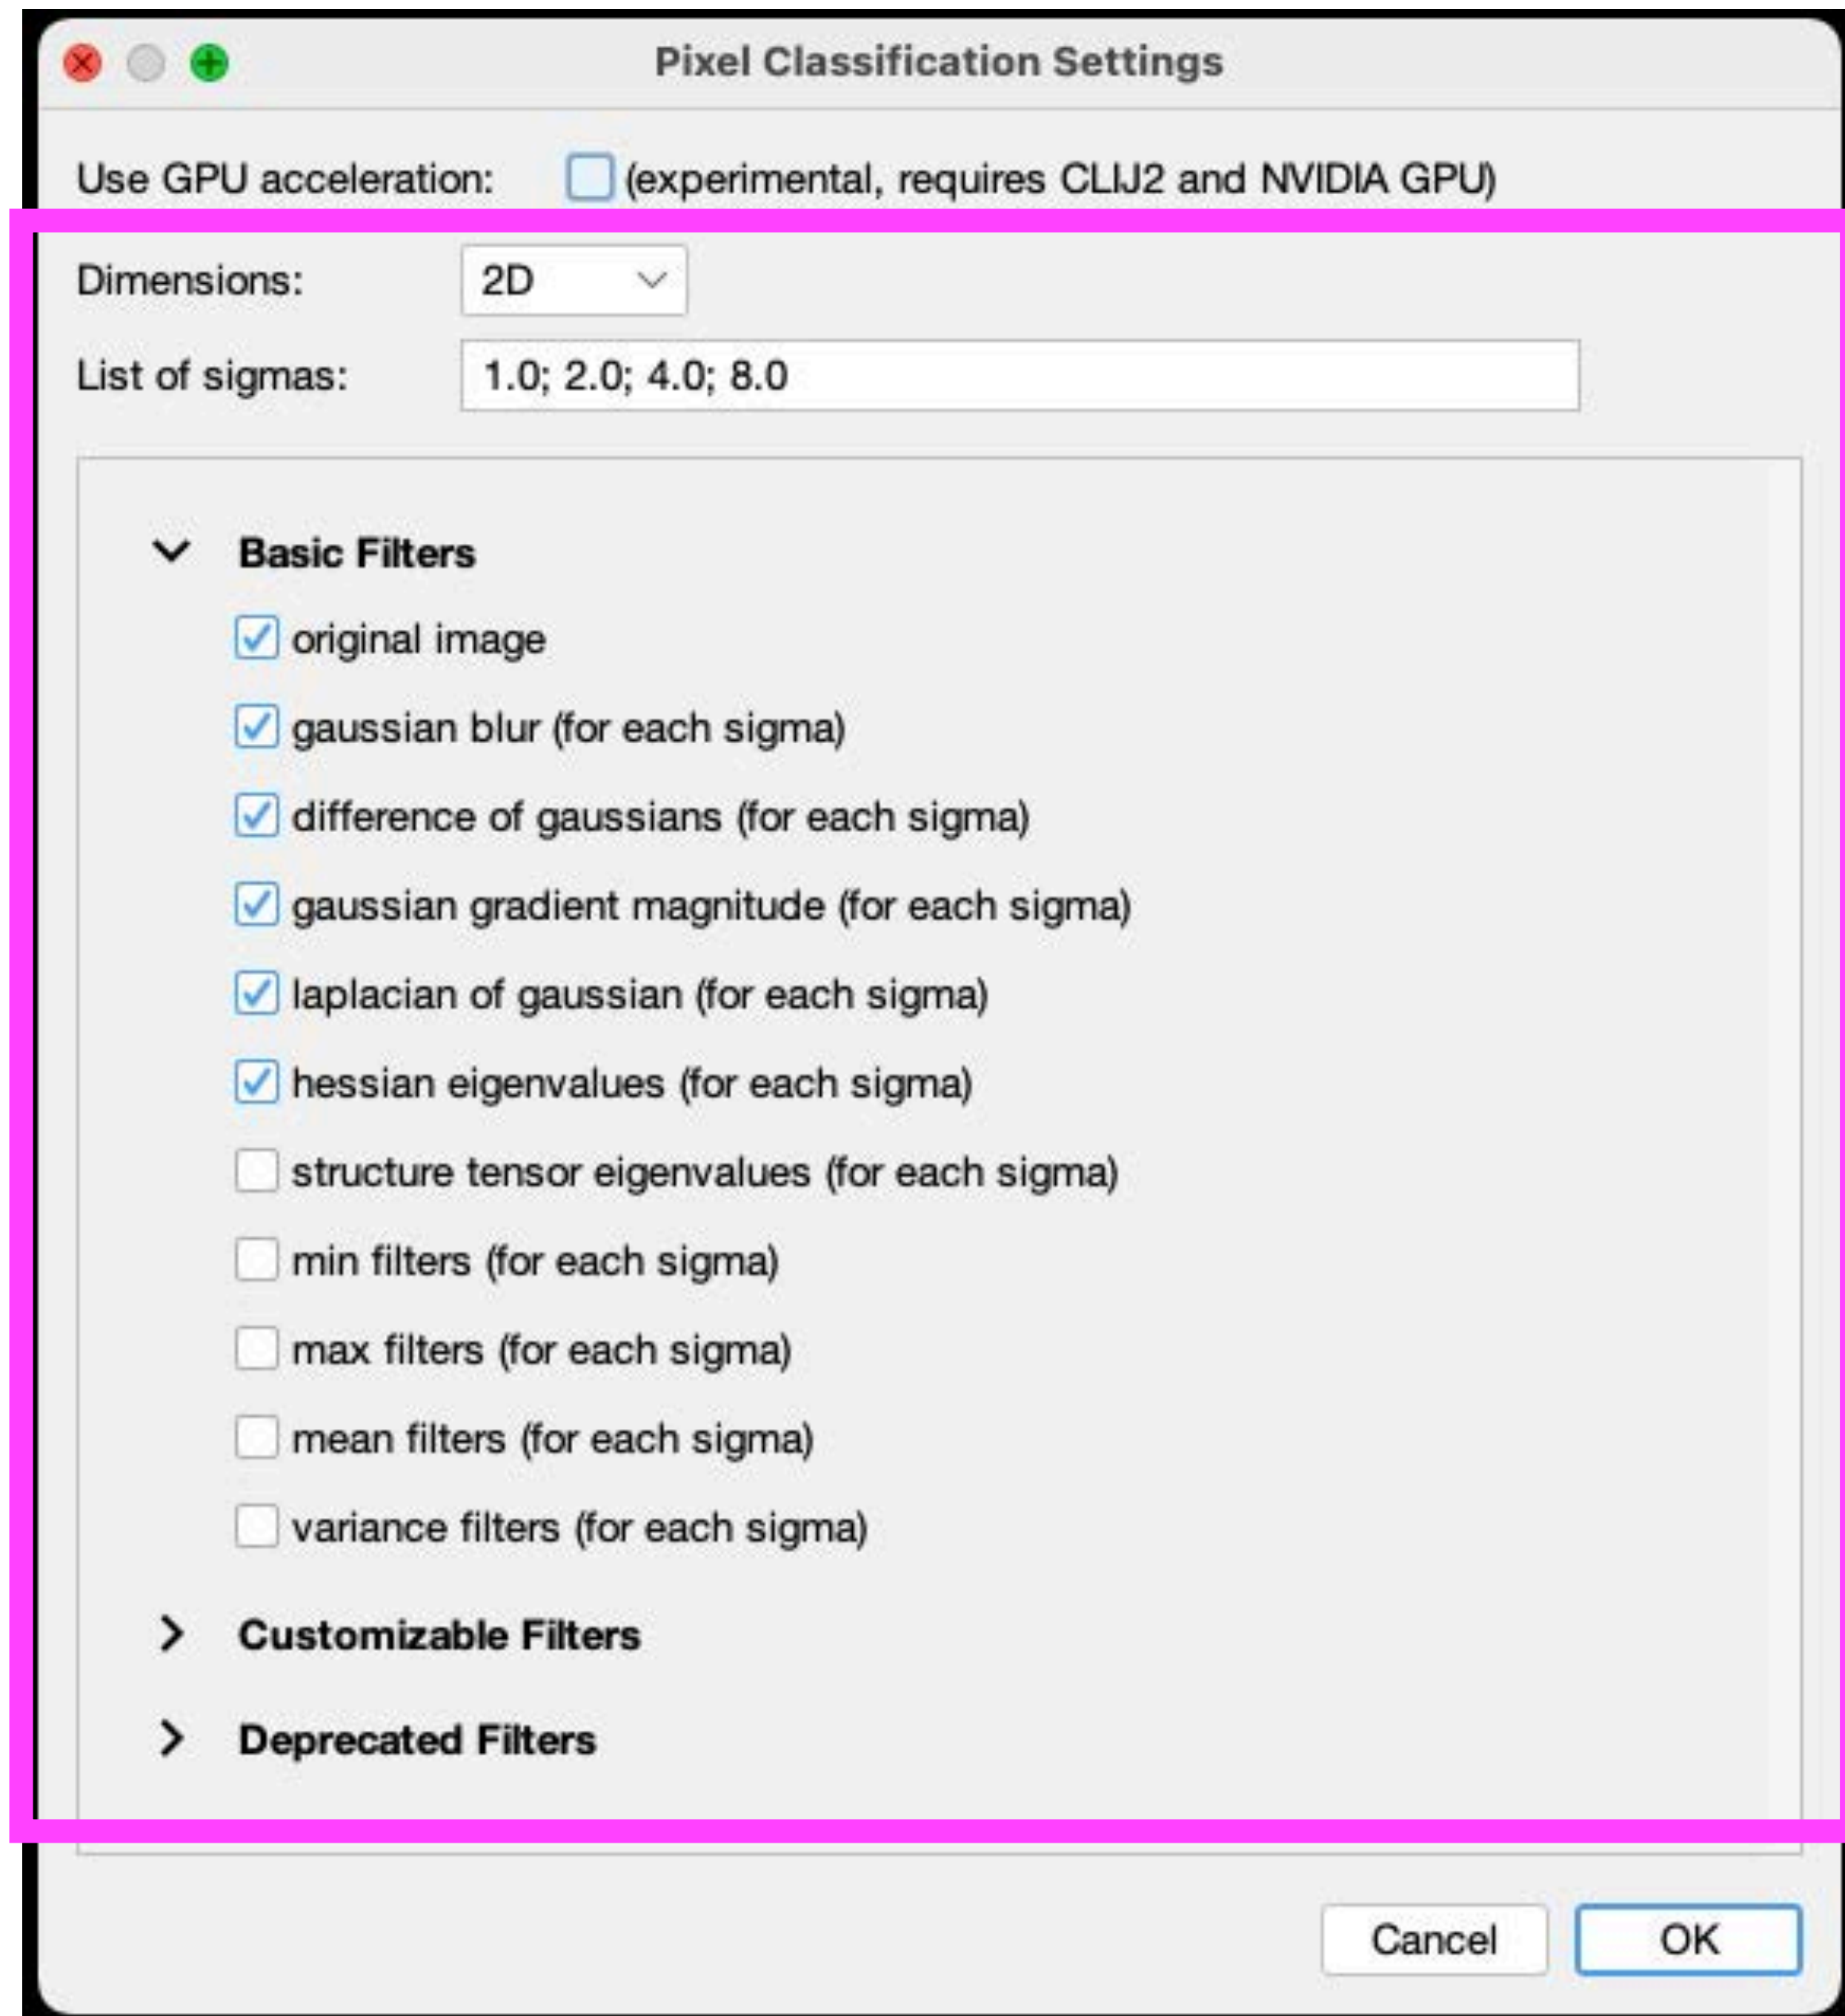 Pixel Classification Settings
Use GPU acceleration: (experimental, requires CLIJ2 and NVIDIA GPU)
Dimensions: 2D
List of sigmas: 1.0; 2.0; 4.0; 8.0
Basic Filters
original image
gaussian blur (for each sigma)
difference of gaussians (for each sigma)
gaussian gradient magnitude (for each sigma)
laplacian of gaussian (for each sigma)
hessian eigenvalues (for each sigma)
structure tensor eigenvalues (for each sigma)
min filters (for each sigma)
max filters (for each sigma)
mean filters (for each sigma)
variance filters (for each sigma)
Customizable Filters
Deprecated Filters
Cancel OK